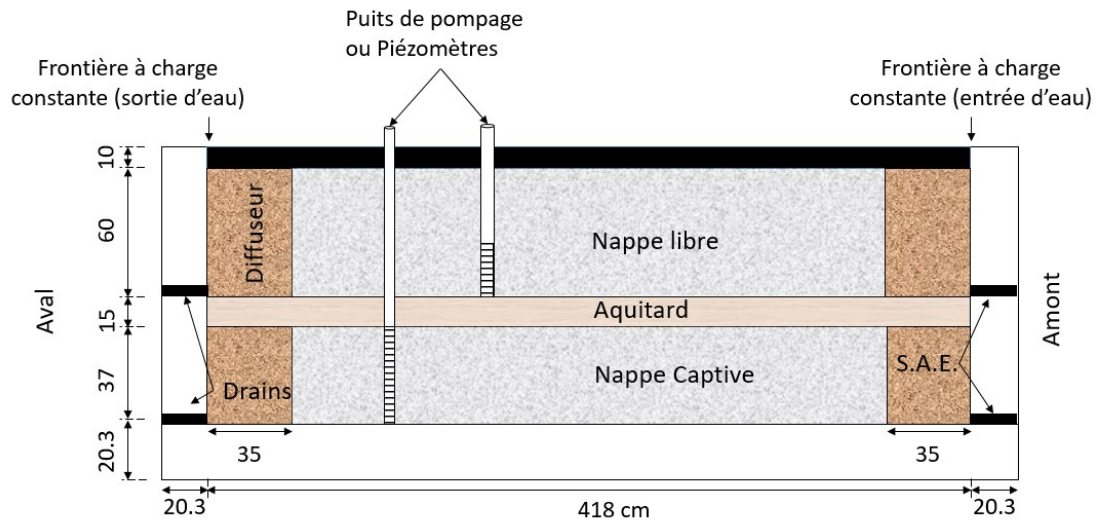 Puits de pompage
ou Piézomètres
Frontière à charge
constante (sortie d'eau)
Frontière à charge
constante (entrée d'eau)
10
60
15
37
20.3
Aval
Diffuseur
Nappe libre
Aquitard
Nappe Captive
Drains
S.A.E.
Amont
35
35
20.3
418 cm
20.3